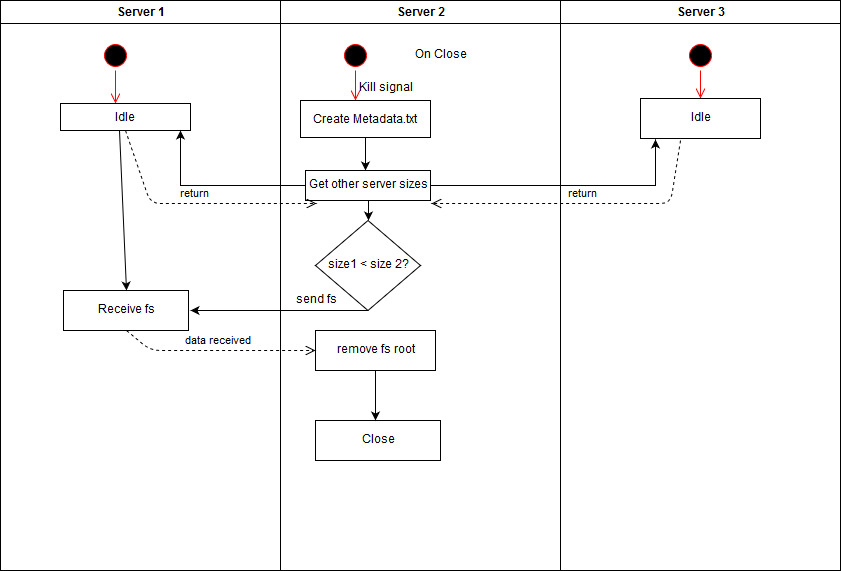 Server 1
Server 2
Server 3
On Close
Kill signal
Idle
Create Metadata.txt
Idle
Get other server sizes
return
return
size1 < size 2?
send fs
Receive fs
data received
remove fs root
Close